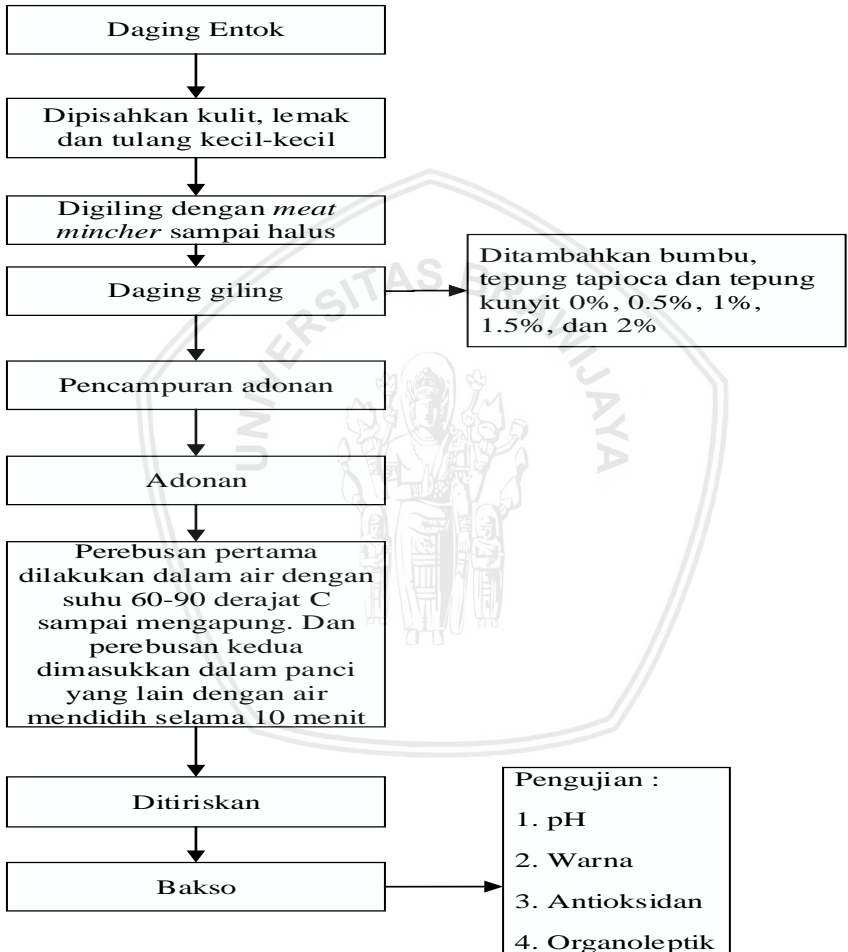 Daging Entok
Dipisahkan kulit, lemak
dan tulang kecil-kecil
Digiling dengan meat
mincher sampai halus
Daging giling
Ditambahkan bumbu,
tepung tapioca dan tepung
kunyit 0%, 0.5%, 1%,
1.5%, dan 2%
Pencampuran adonan
Adonan
Perebusan pertama
dilakukan dalam air dengan
suhu 60-90 derajat C
sampai mengapung. Dan
perebusan kedua
dimasukkan dalam panci
yang lain dengan air
mendidih selama 10 menit
Ditiriskan
Bakso
Pengujian :
1. pH
2. Warna
3. Antioksidan
4. Organoleptik
UNIVERSITAS BRAWIJAYA